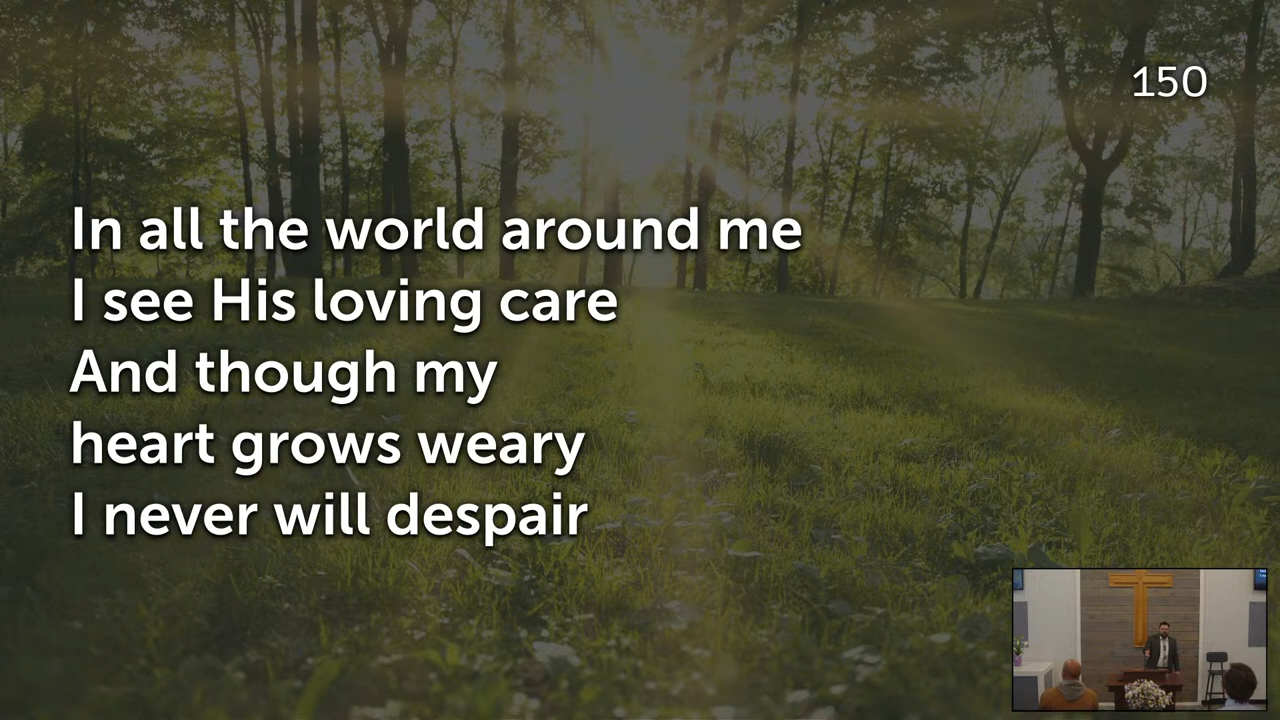 150
In all the world around me
I see His loving care
And though my
heart grows weary
I never will despair